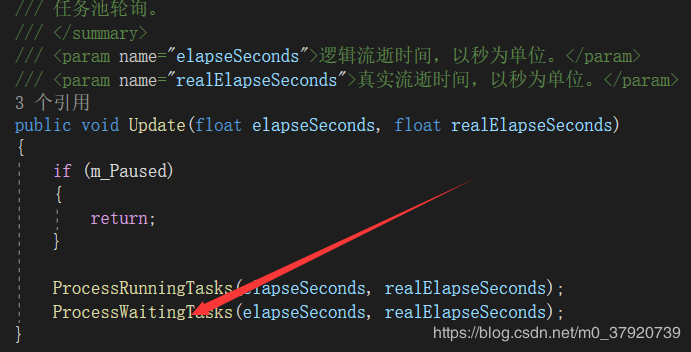 /// 任务池轮询。
/// </summary>
/// <param name="elapseSeconds">逻辑流逝时间，以秒为单位。</param>
/// <param name="realElapseSeconds">真实流逝时间，以秒为单位。</param>
3 个引用
public void Update(float elapseSeconds, float realElapseSeconds)
{
if (m_Paused)
{
return;
}
ProcessRunningTasks(elapseSeconds, realElapseSeconds);
ProcessWaitingTasks(elapseSeconds, realElapseSeconds);
}
https://blog.csdn.net/m0_37920739